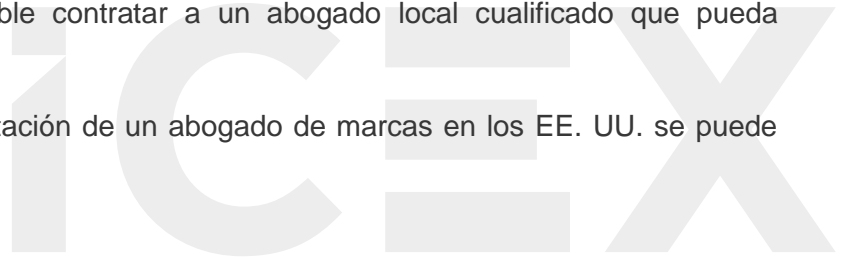 ble contratar a un abogado local cualificado que pueda
tación de un abogado de marcas en los EE. UU. se puede
iCEX